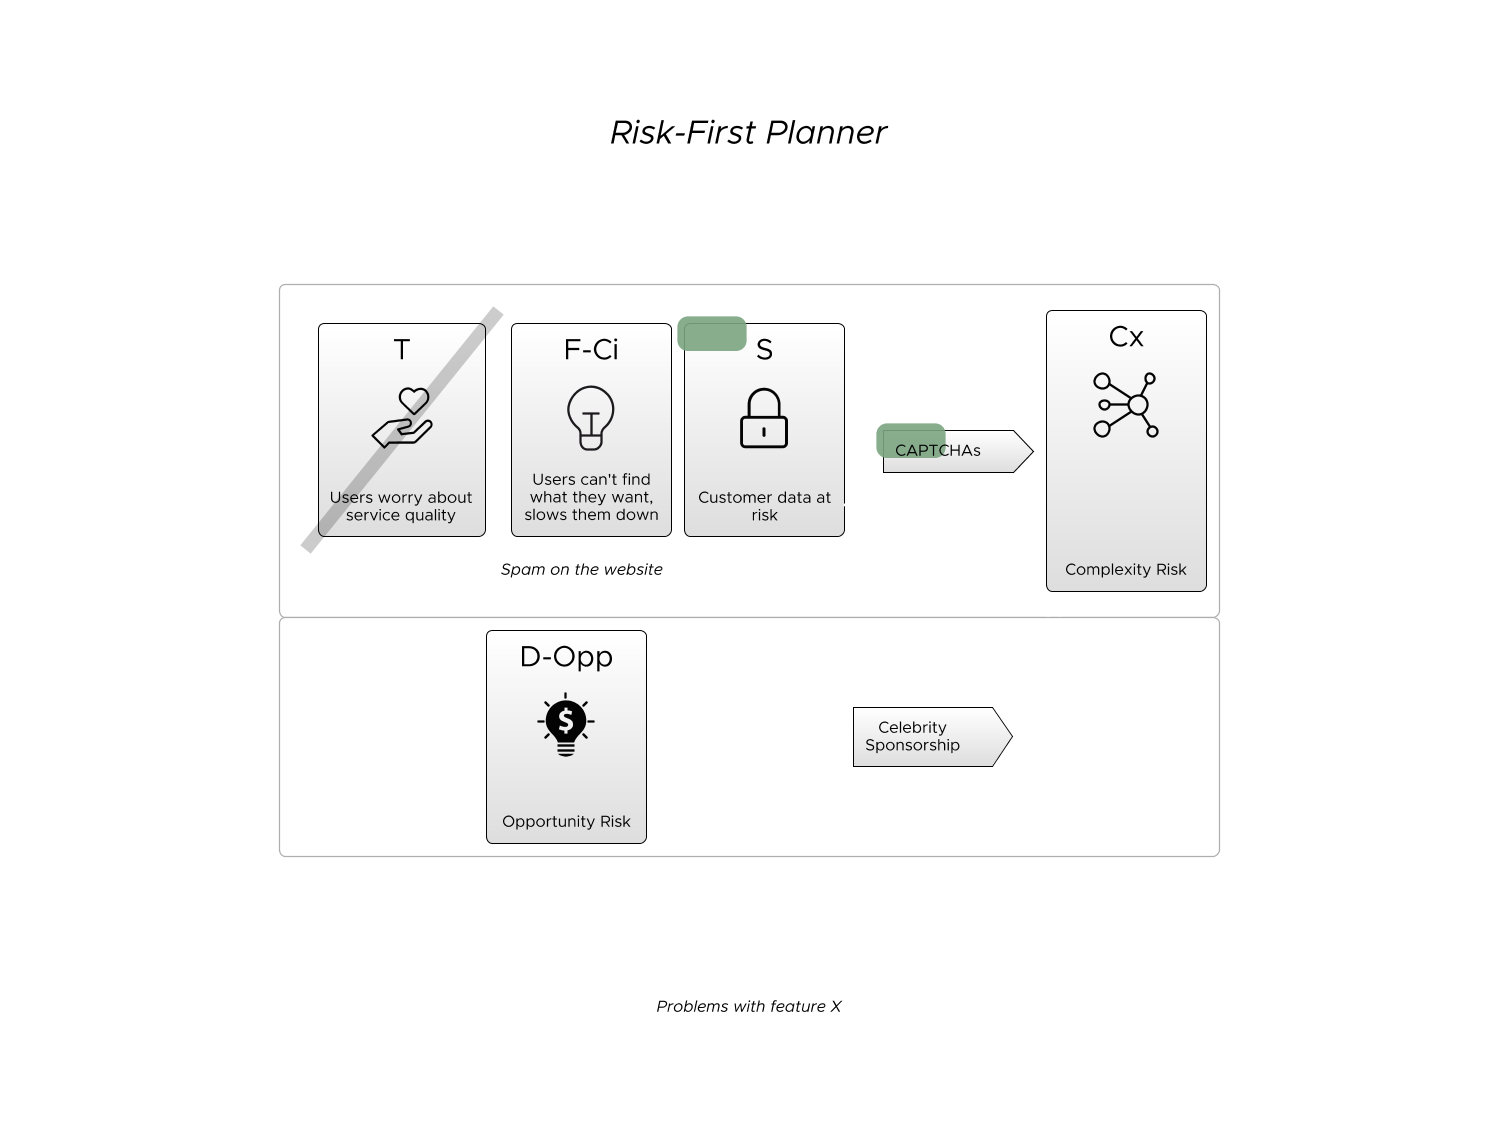 Risk-First Planner
T
Users worry about
service quality
F-Ci
Users can't find
what they want,
slows them down
S
Customer data at
risk
CAPTCHAs
Cx
Complexity Risk
Spam on the website
D-Opp
$
Opportunity Risk
Celebrity
Sponsorship
Problems with feature X